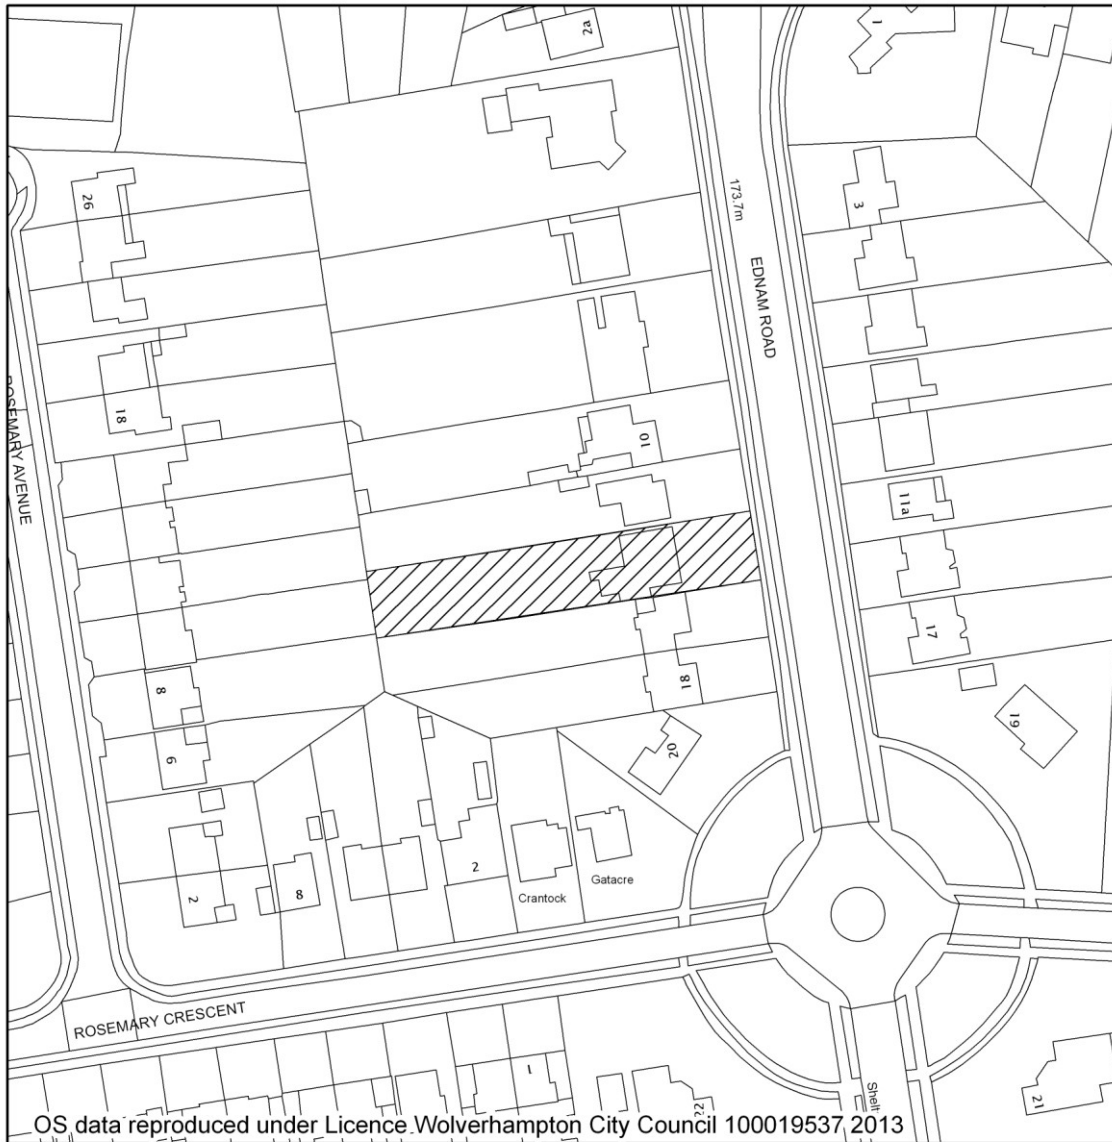 2a
1
26
3
173.7m
EDNAM ROAD
ROSEMARY AVENUE
18
10
11a
17
8
18
19
6
20
2
8
2
Crantock
Gatacre
ROSEMARY CRESCENT
1
22
21
OS data reproduced under Licence.Wolverhampton City Council 100019537 2013